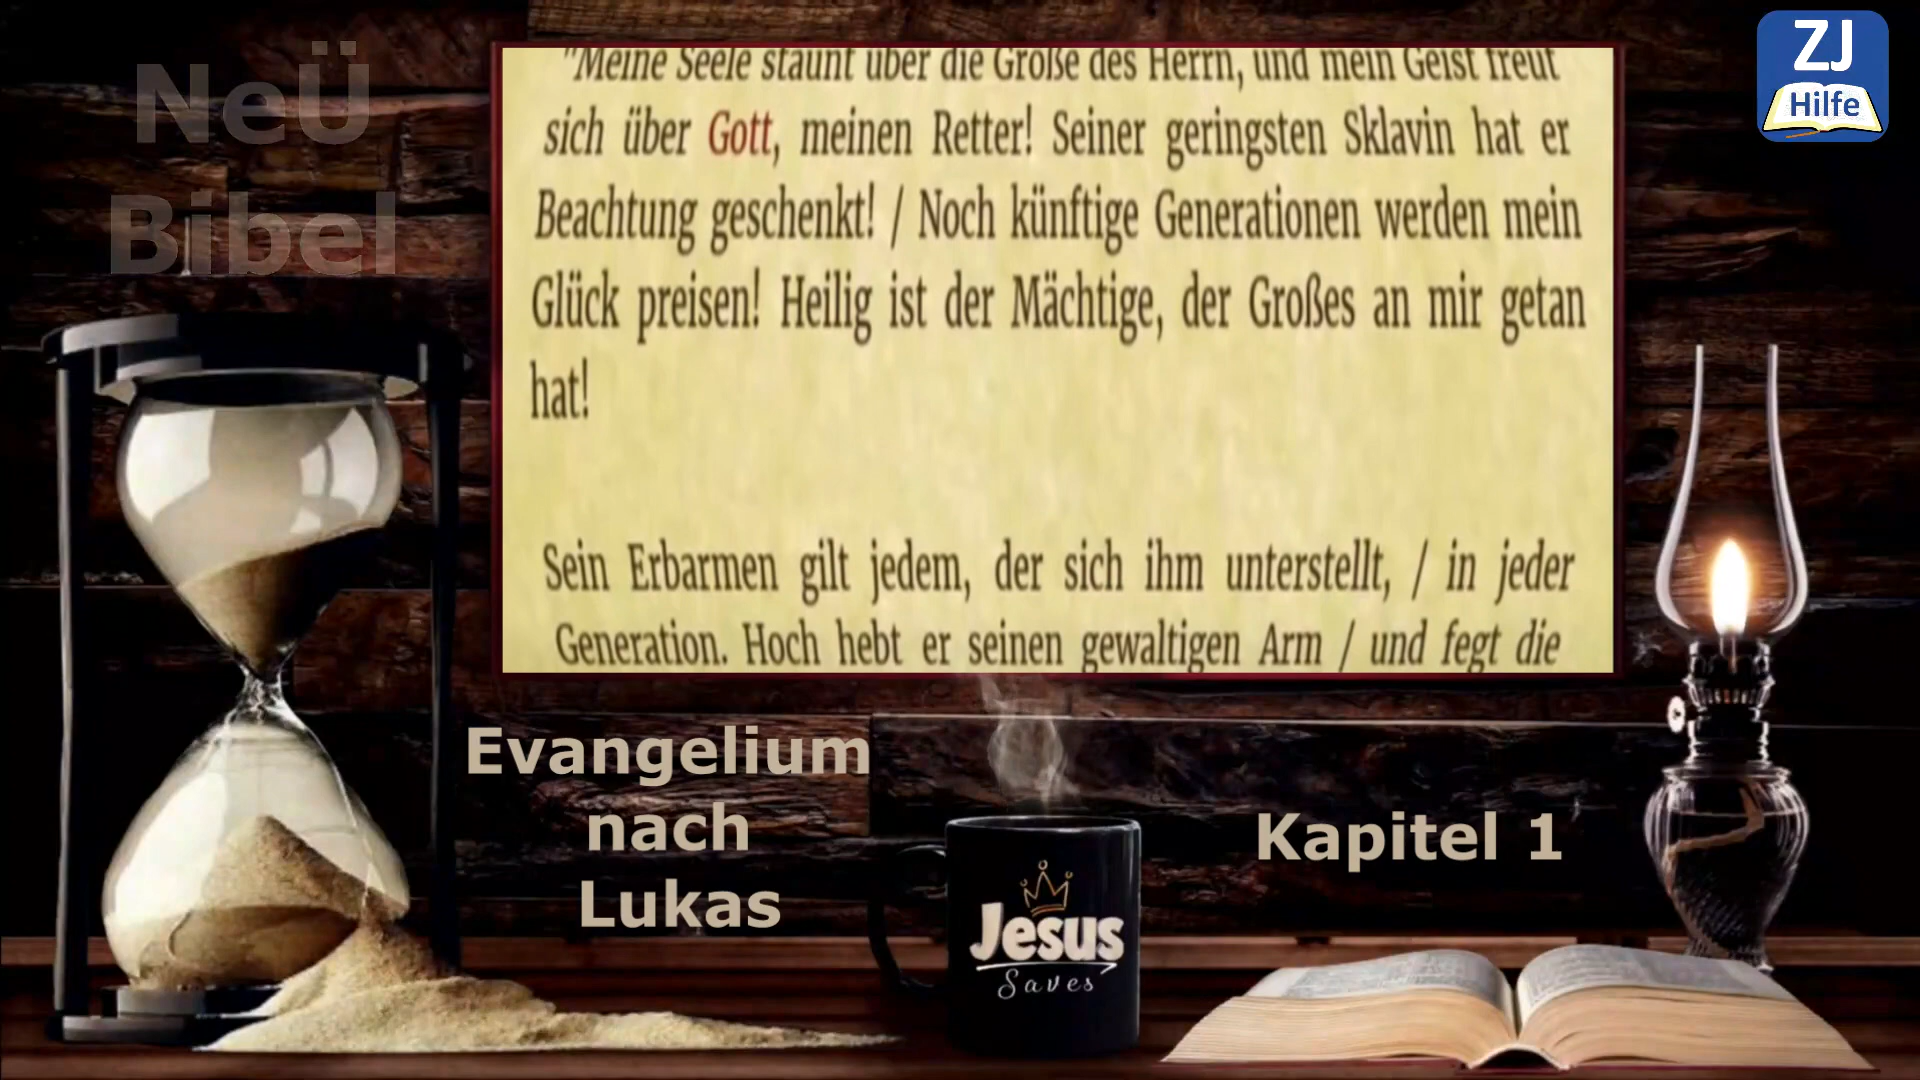 NeÜ
Bibel
ZJ
Hilfe
"Meine Seele staunt über die Größe des Herrn, und mein Geist freut
sich über Gott, meinen Retter! Seiner geringsten Sklavin hat er
Beachtung geschenkt! / Noch künftige Generationen werden mein
Glück preisen! Heilig ist der Mächtige, der Großes an mir getan
hat!
Sein Erbarmen gilt jedem, der sich ihm unterstellt, / in jeder
Generation. Hoch hebt er seinen gewaltigen Arm / und fegt die
Evangelium
nach
Lukas
Kapitel 1
Jesus
Saves